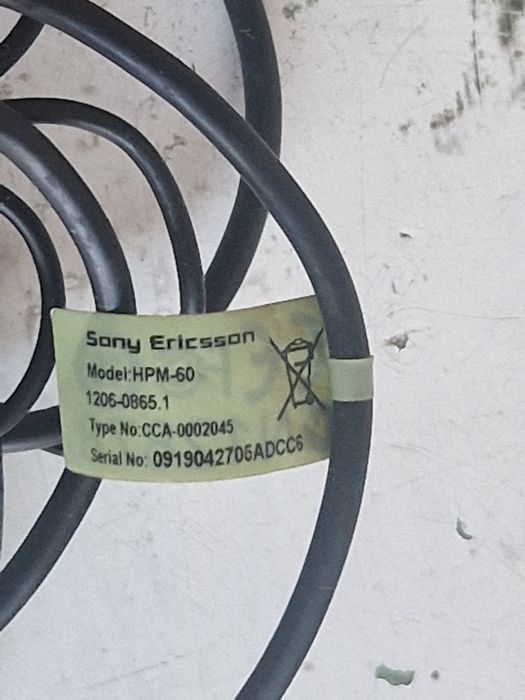 Sony Ericsson
Model:HPM-60
1206-0865.1
Type No:CCA-0002045
Serial No: 0919042706ADCC6